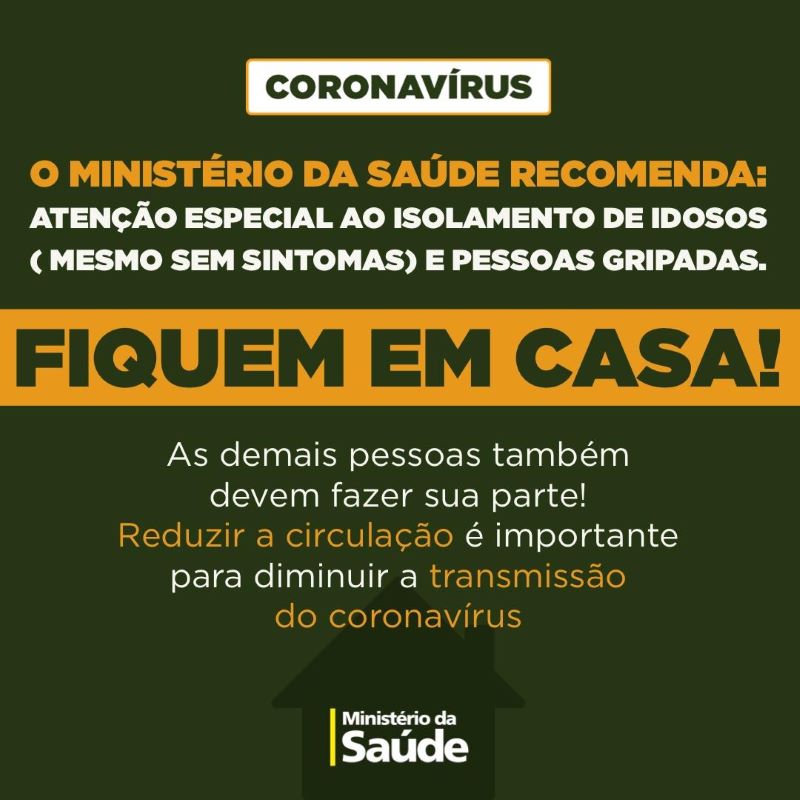 CORONAVÍRUS
O MINISTÉRIO DA SAÚDE RECOMENDA:
ATENÇÃO ESPECIAL AO ISOLAMENTO DE IDOSOS
( MESMO SEM SINTOMAS) E PESSOAS GRIPADAS.
FIQUEM EM CASA!
As demais pessoas também
devem fazer sua parte!
Reduzir a circulação é importante
para diminuir a transmissão
do coronavírus
Ministério da
Saúde